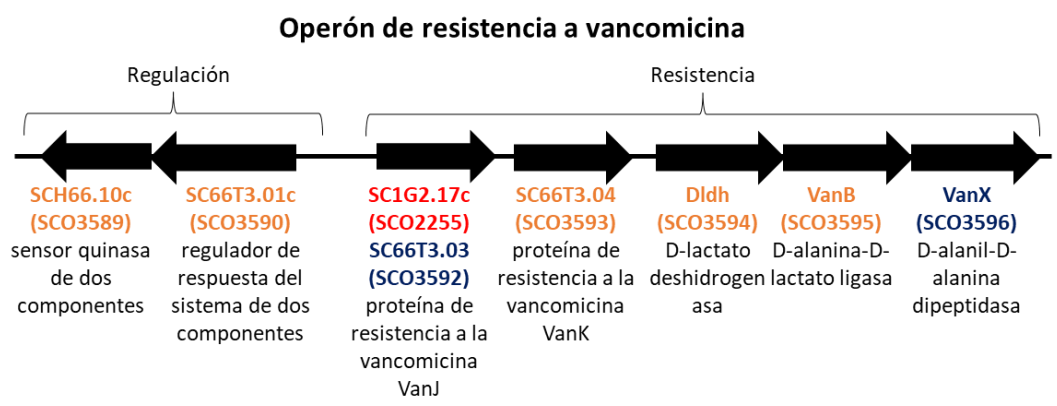 Operón de resistencia a vancomicina
Regulación
Resistencia
SCH66.10c
(SCO3589)
sensor quinasa
de dos
componentes
SC66T3.01c
(SCO3590)
regulador de
respuesta del
sistema de dos
componentes
SC1G2.17c
(SCO2255)
SC66T3.03
(SCO3592)
proteína de
resistencia a la
vancomicina
VanJ
SC66T3.04
(SCO3593)
proteína de
resistencia a la
vancomicina
VanK
Dldh
(SCO3594)
D-lactato
deshidrogen
asa
VanB
(SCO3595)
D-alanina-D-
lactato ligasa
VanX
(SCO3596)
D-alanil-D-
alanina
dipeptidasa